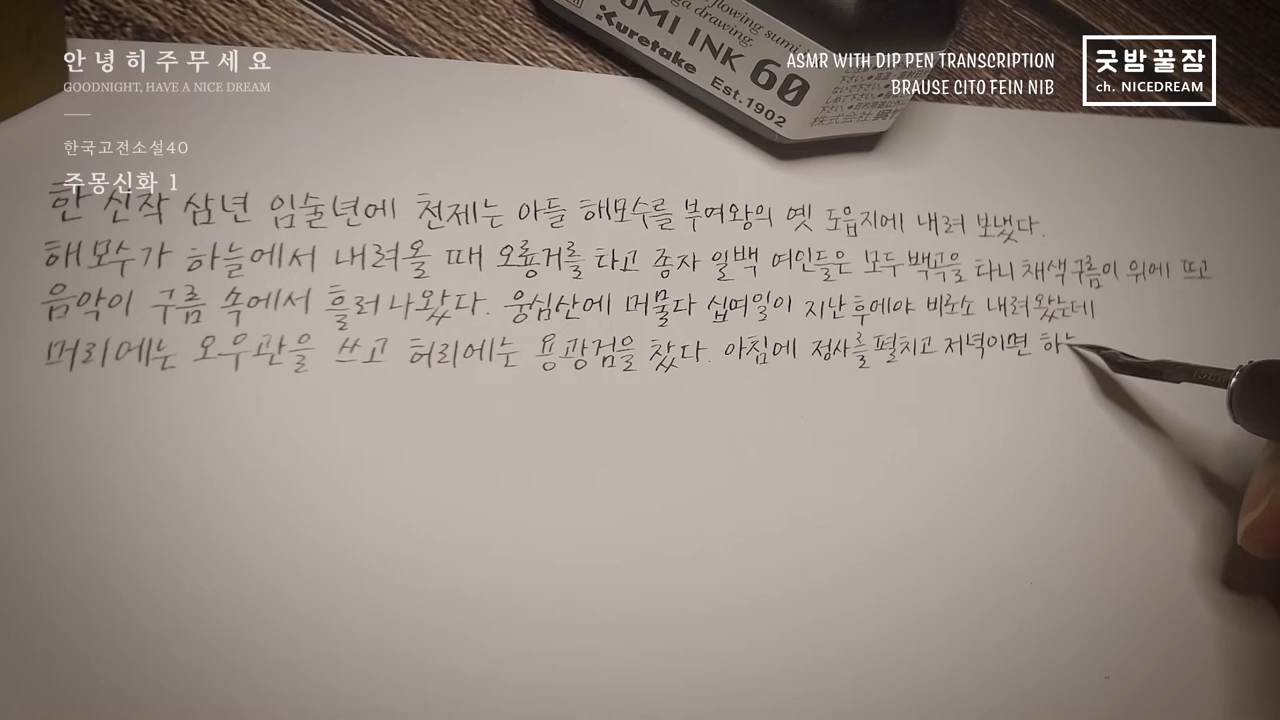 안녕히주무세요
GOODNIGHT, HAVE A NICE DREAM
한국고전소설40
주몽신화 1
ASMR WITH DIP PEN TRANSCRIPTION
BRAUSE CITO FEIN NIB
굿밤꿀잠
ch. NICEDREAM
flowing sumi
ga drawing.
UMI INK 60
Kuretake
Est.1902
한 신작 삼년 임술년에 천제는 아들 해모수를 부여왕의 옛 도읍지에 내려 보냈다.
해모수가 하늘에서 내려올 때 오룡거를 타고 종자 일백 여인들은 모두 백곡을 타니 채색구름이 위에 뜨고
음악이 구름 속에서 흘러나왔다. 웅심산에 머물다 십여일이 지난 후에야 비로소 내려왔는데
머리에는 오우관을 쓰고 허리에는 용광검을 찼다. 아침에 정사를 펼치고 저녁이면 하느